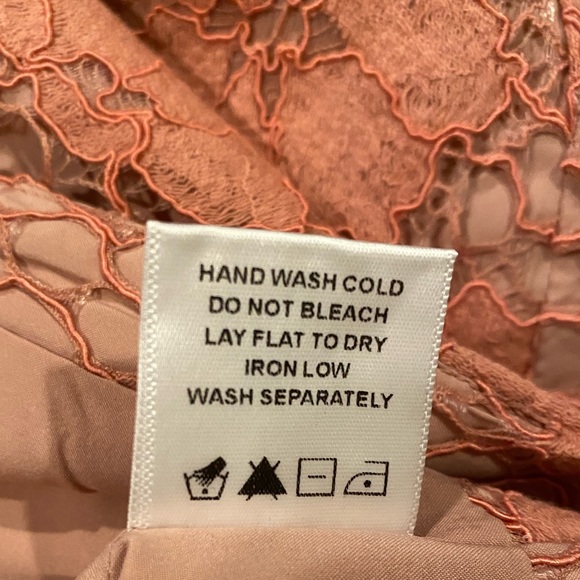 HAND WASH COLD
DO NOT BLEACH
LAY FLAT TO DRY
IRON LOW
WASH SEPARATELY